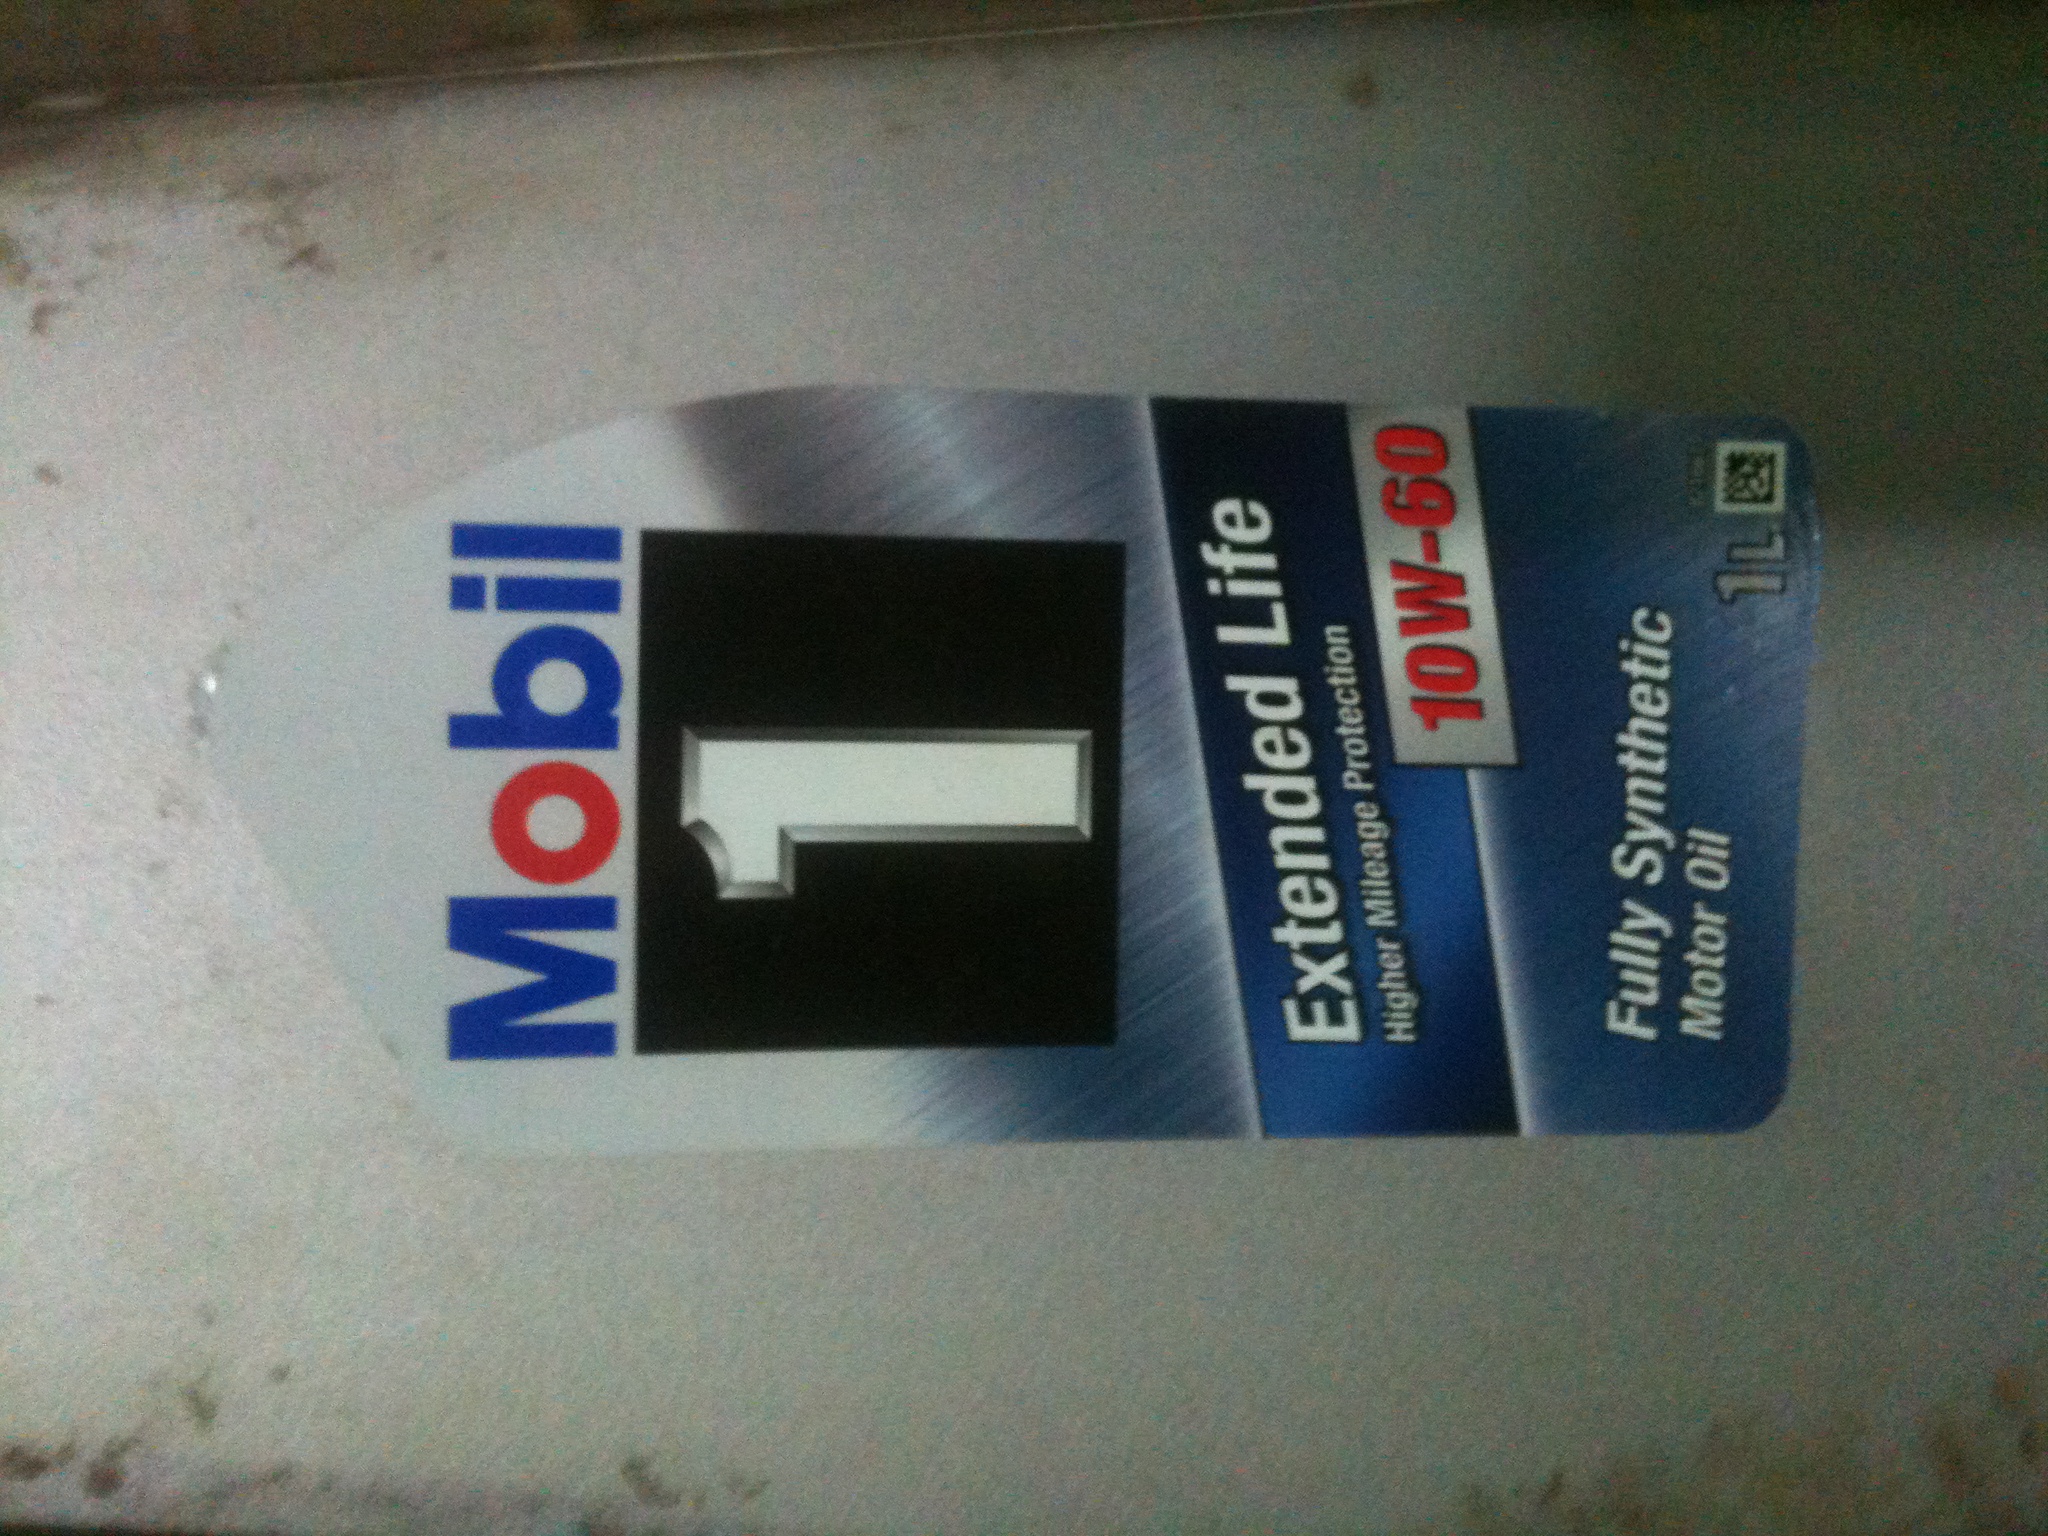 Mobil
1
Extended Life
Higher Mileage Protection
10W-60
Fully Synthetic
Motor Oil
1L